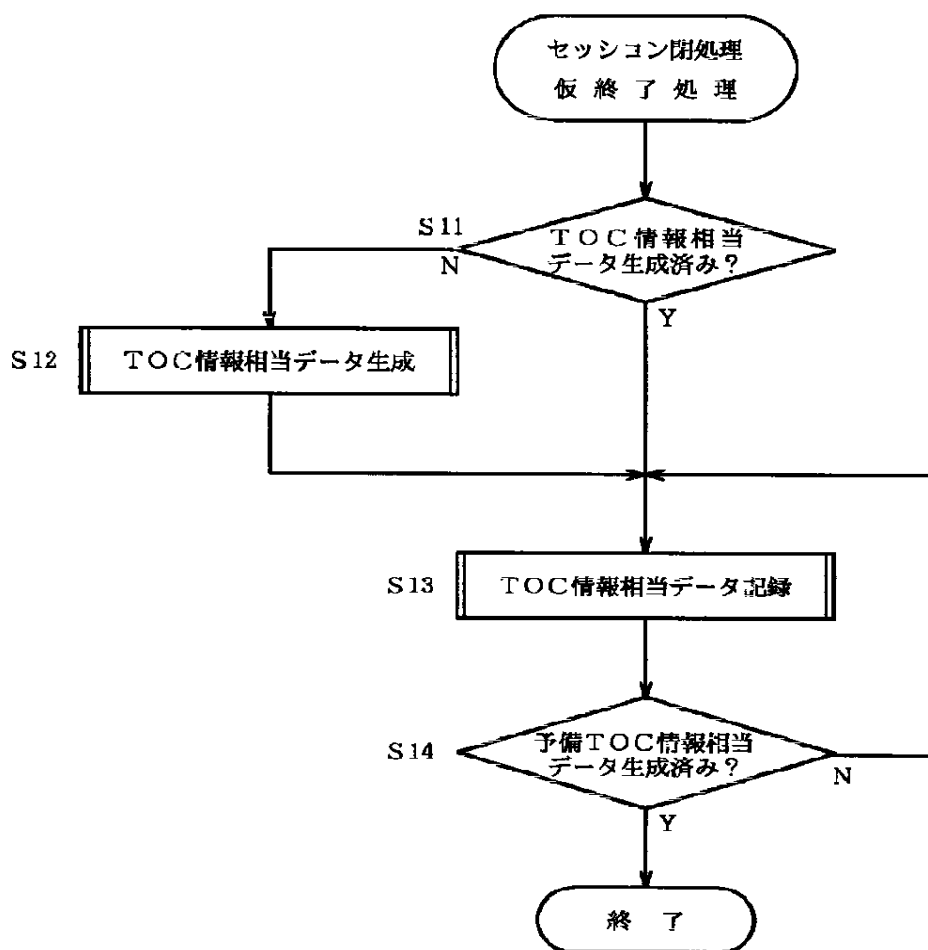 セッション閉処理
仮終了処理
S11
TOC情報相当
データ生成済み?
N
Y
S12
TOC情報相当データ生成
S13
TOC情報相当データ記録
S14
予備TOC情報相当
データ生成済み?
N
Y
終了